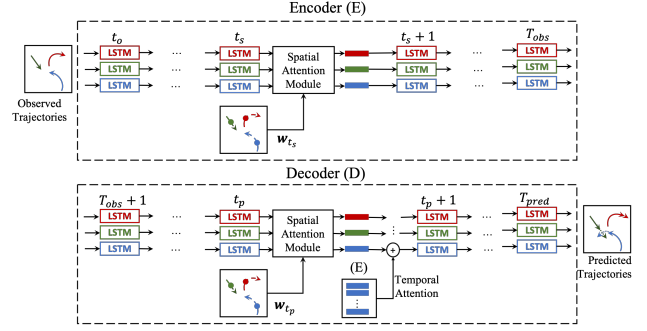 Encoder (E)
t_o ... t_s t_s + 1 ... T_obs
LSTM LSTM LSTM LSTM
LSTM LSTM LSTM LSTM
LSTM LSTM LSTM LSTM
Spatial
Attention
Module
Observed
Trajectories
w_{t_s}
Decoder (D)
T_obs + 1 ... t_p t_p + 1 ... T_pred
LSTM LSTM LSTM LSTM
LSTM LSTM LSTM LSTM
LSTM LSTM LSTM LSTM
Spatial
Attention
Module
+
(E)
Temporal
Attention
w_{t_p}
Predicted
Trajectories